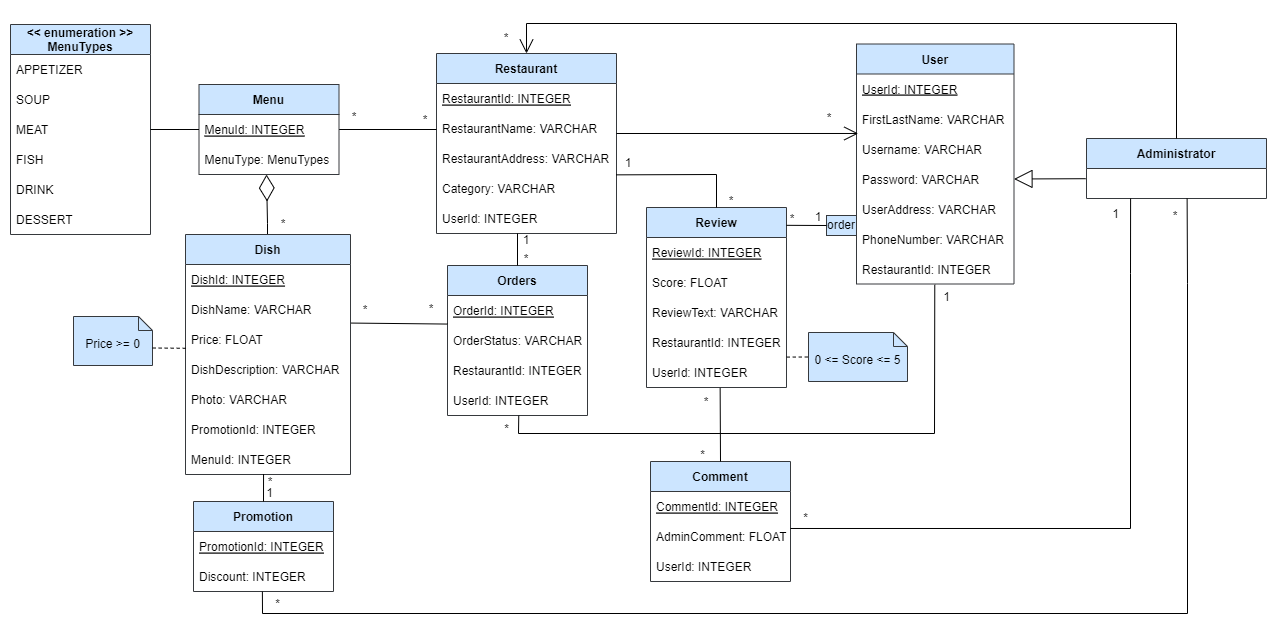 << enumeration >>
MenuTypes
APPETIZER
SOUP
MEAT
FISH
DRINK
DESSERT
Menu
MenuId: INTEGER
MenuType: MenuTypes
*
*
*
Restaurant
RestaurantId: INTEGER
RestaurantName: VARCHAR
RestaurantAddress: VARCHAR
Category: VARCHAR
UserId: INTEGER
*
*
1
*
1
*
User
UserId: INTEGER
FirstLastName: VARCHAR
Username: VARCHAR
Password: VARCHAR
UserAddress: VARCHAR
PhoneNumber: VARCHAR
RestaurantId: INTEGER
1
Administrator
1
*
Review
ReviewId: INTEGER
Score: FLOAT
ReviewText: VARCHAR
RestaurantId: INTEGER
UserId: INTEGER
*
1
order
0 <= Score <= 5
*
*
Dish
DishId: INTEGER
DishName: VARCHAR
Price: FLOAT
DishDescription: VARCHAR
Photo: VARCHAR
PromotionId: INTEGER
MenuId: INTEGER
Price >= 0
*
*
Orders
OrderId: INTEGER
OrderStatus: VARCHAR
RestaurantId: INTEGER
UserId: INTEGER
*
*
1
Promotion
PromotionId: INTEGER
Discount: INTEGER
*
Comment
CommentId: INTEGER
AdminComment: FLOAT
UserId: INTEGER
*